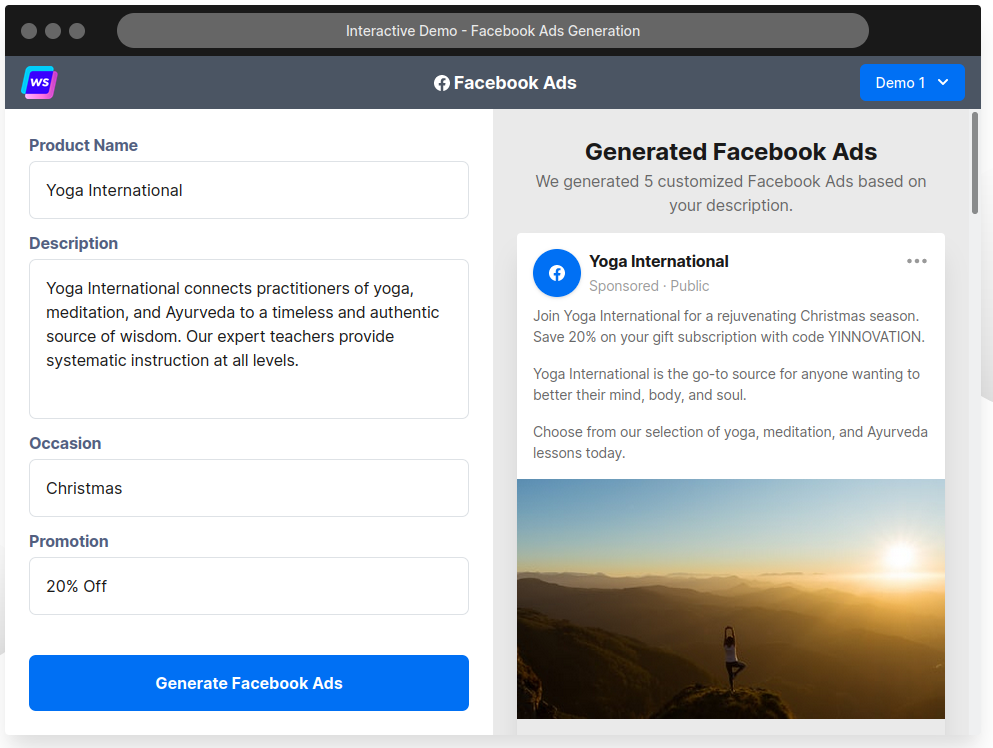 Interactive Demo - Facebook Ads Generation
WS
Facebook Ads
Demo 1
Product Name
Yoga International
Description
Yoga International connects practitioners of yoga,
meditation, and Ayurveda to a timeless and authentic
source of wisdom. Our expert teachers provide
systematic instruction at all levels.
Occasion
Christmas
Promotion
20% Off
Generate Facebook Ads
Generated Facebook Ads
We generated 5 customized Facebook Ads based on
your description.
Yoga International
Sponsored · Public
Join Yoga International for a rejuvenating Christmas season.
Save 20% on your gift subscription with code YINNOVATION.
Yoga International is the go-to source for anyone wanting to
better their mind, body, and soul.
Choose from our selection of yoga, meditation, and Ayurveda
lessons today.